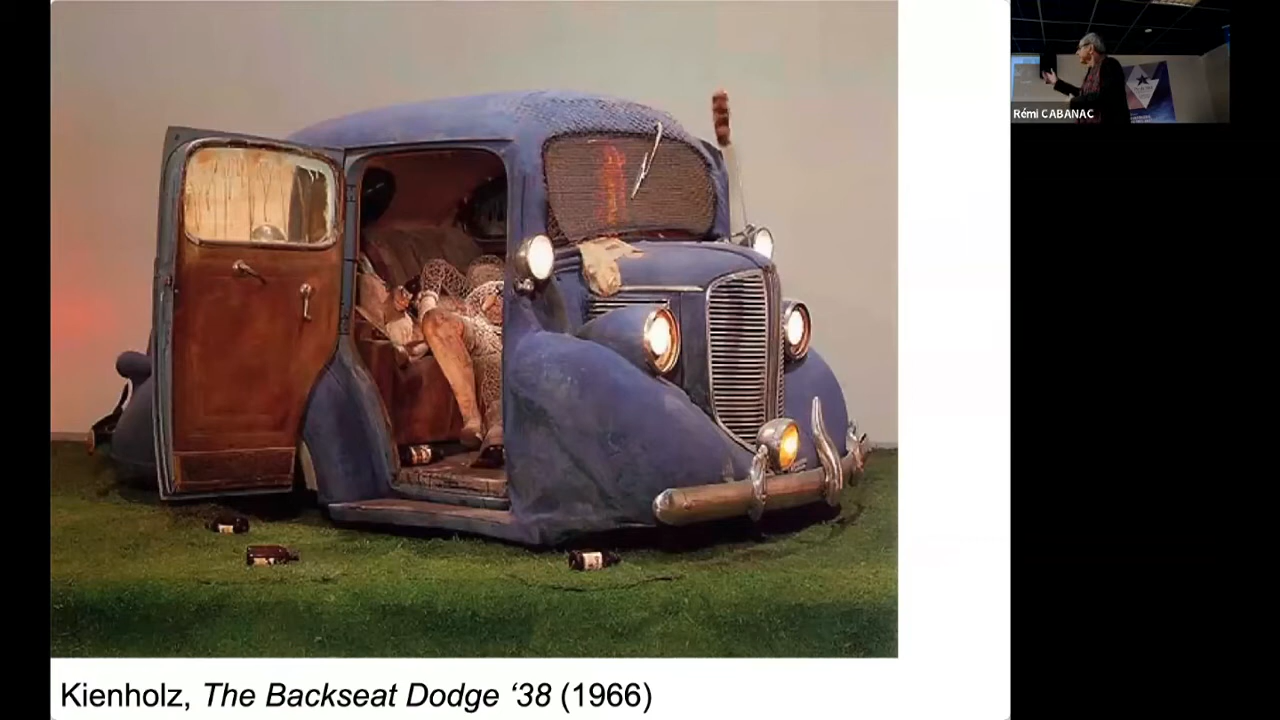 Rémi CABANAC
Kienholz, The Backseat Dodge ‘38 (1966)